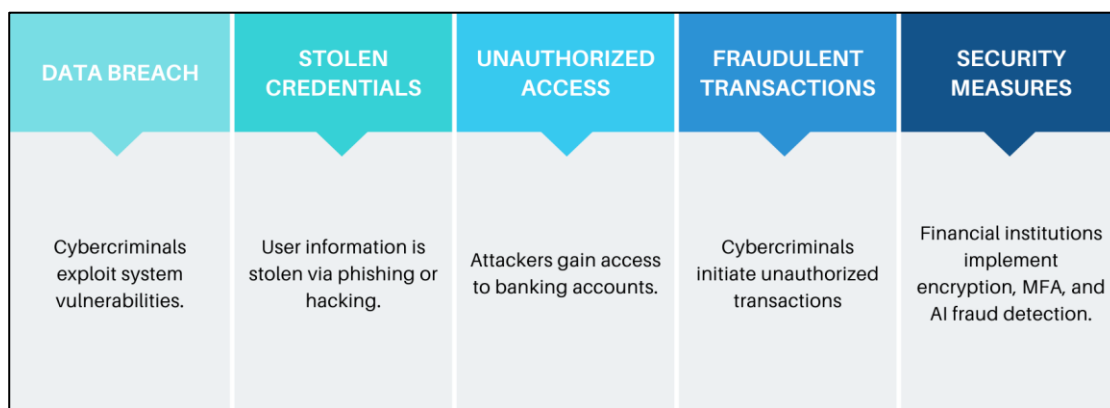 DATA BREACH
Cybercriminals
exploit system
vulnerabilities.
STOLEN
CREDENTIALS
User information is
stolen via phishing or
hacking.
UNAUTHORIZED
ACCESS
Attackers gain access
to banking accounts.
FRAUDULENT
TRANSACTIONS
Cybercriminals
initiate unauthorized
transactions
SECURITY
MEASURES
Financial institutions
implement
encryption, MFA, and
AI fraud detection.